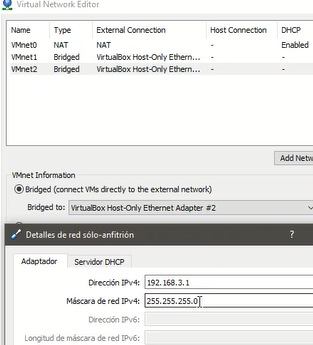 Virtual Network Editor
Name Type External Connection Host Connection DHCP
VMnet0 NAT NAT - Enabled
VMnet1 Bridged VirtualBox Host-Only Ethern... - -
VMnet2 Bridged VirtualBox Host-Only Ethern... - -
Add Netw
VMnet Information
Bridged (connect VMs directly to the external network)
Bridged to: VirtualBox Host-Only Ethernet Adapter #2
Detalles de red sólo-anfitrión ?
Adaptador Servidor DHCP
Dirección IPv4: 192.168.3.1
Máscara de red IPv4: 255.255.255.0
Dirección IPv6:
Longitud de máscara de red IPv6: